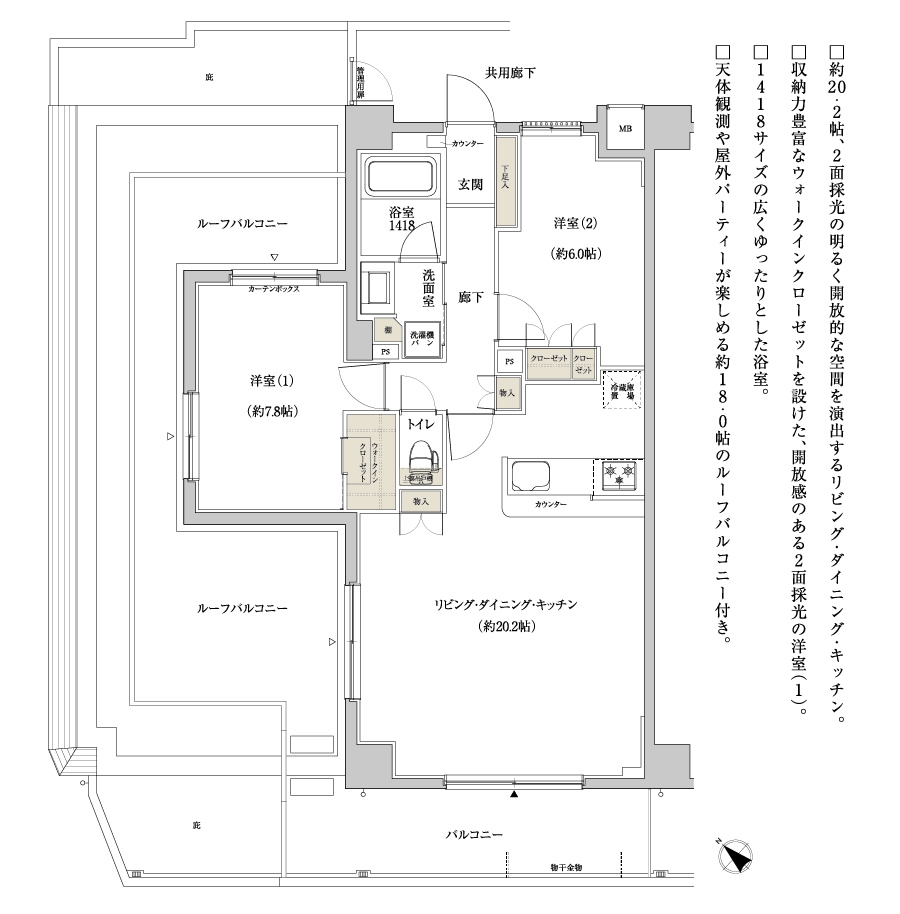 □約20.2帖、2面採光の明るく開放的な空間を演出するリビング・ダイニング・キッチン。
□収納力豊富なウォークインクローゼットを設けた、開放感のある2面採光の洋室(1)。
□1418サイズの広くゆったりとした浴室。
□天体観測や屋外パーティーが楽しめる約18.0帖のルーフバルコニー付き。
庇
管理用扉
共用廊下
MB
カウンター
玄関
下足入
浴室
1418
洋室(2)
(約6.0帖)
ルーフバルコニー
カーテンボックス
洗面室
廊下
棚
洗濯機
パン
PS
PS
クローゼット
クロー
ゼット
物入
冷蔵庫
置場
洋室(1)
(約7.8帖)
トイレ
ウォークイン
クローゼット
物入
カウンター
ルーフバルコニー
リビング・ダイニング・キッチン
(約20.2帖)
庇
バルコニー
物干金物
N